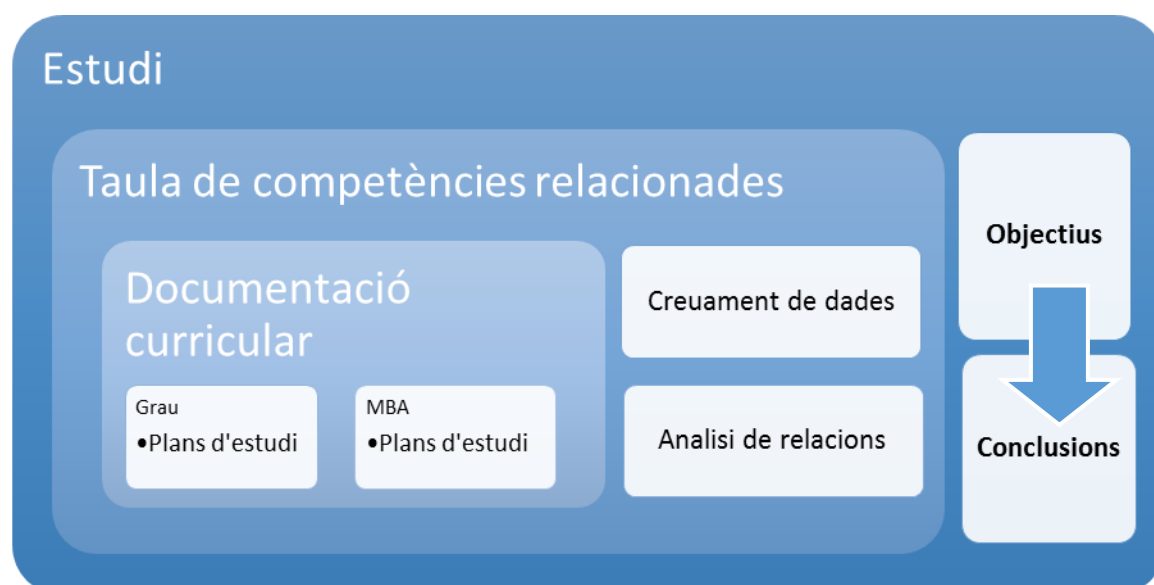 Estudi
Taula de competències relacionades
Documentació
curricular
Grau
•Plans d'estudi
MBA
•Plans d'estudi
Creuament de dades
Analisi de relacions
Objectius
Conclusions